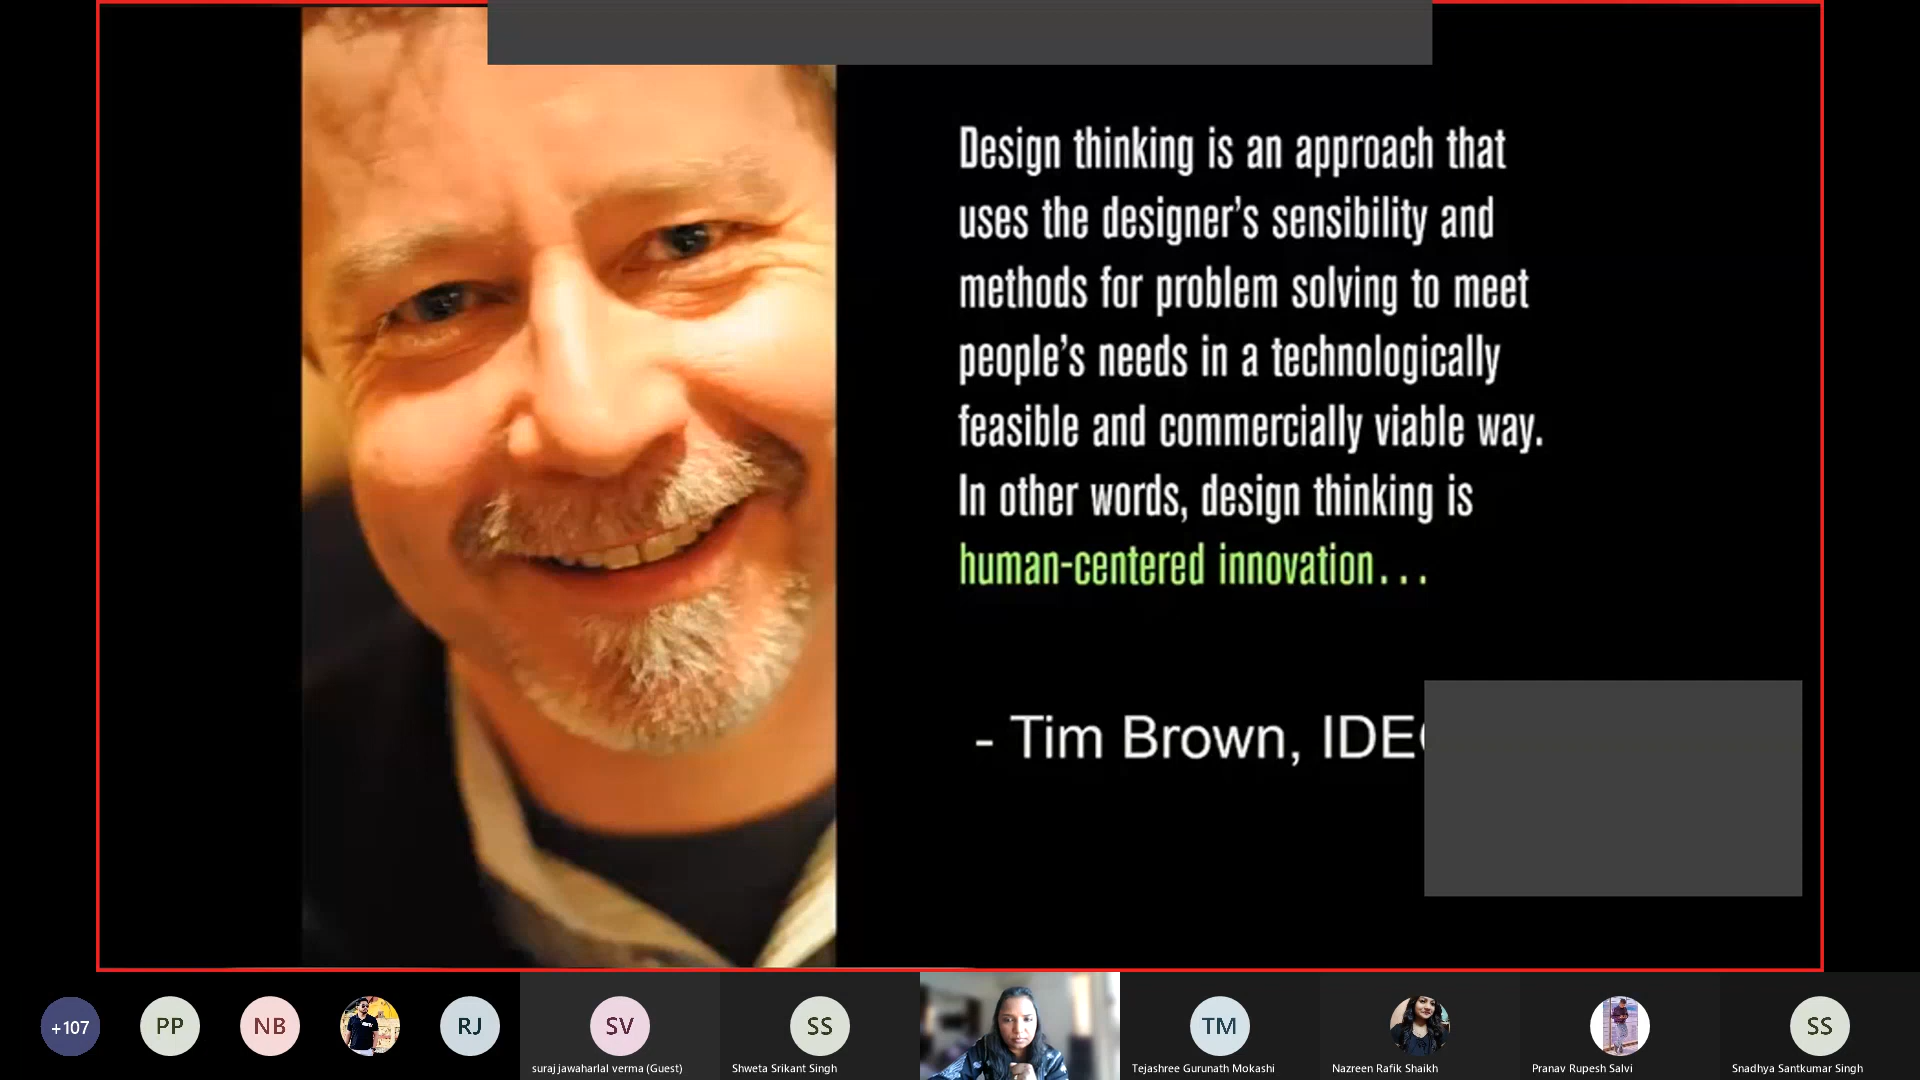 Design thinking is an approach that
uses the designer's sensibility and
methods for problem solving to meet
people's needs in a technologically
feasible and commercially viable way.
In other words, design thinking is
human-centered innovation...
- Tim Brown,
+107
PP
NB
RJ
SV
suraj jawaharlal verma (Guest)
SS
Shweta Srikant Singh
TM
Tejashree Gurunath Mokashi
Nazreen Rafik Shaikh
Pranav Rupesh Salvi
SS
Snadhya Santkumar Singh